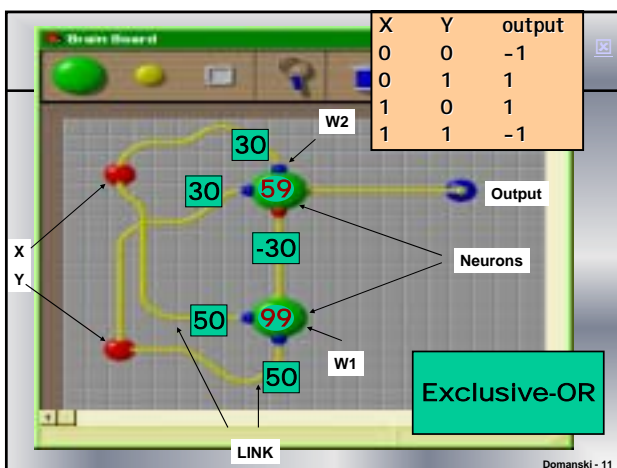 Brain Board
X Y output
0 0 -1
0 1 1
1 0 1
1 1 -1
W2
30
30
59
Output
-30
X
Y
Neurons
50
99
W1
50
Exclusive-OR
LINK
Domanski - 11